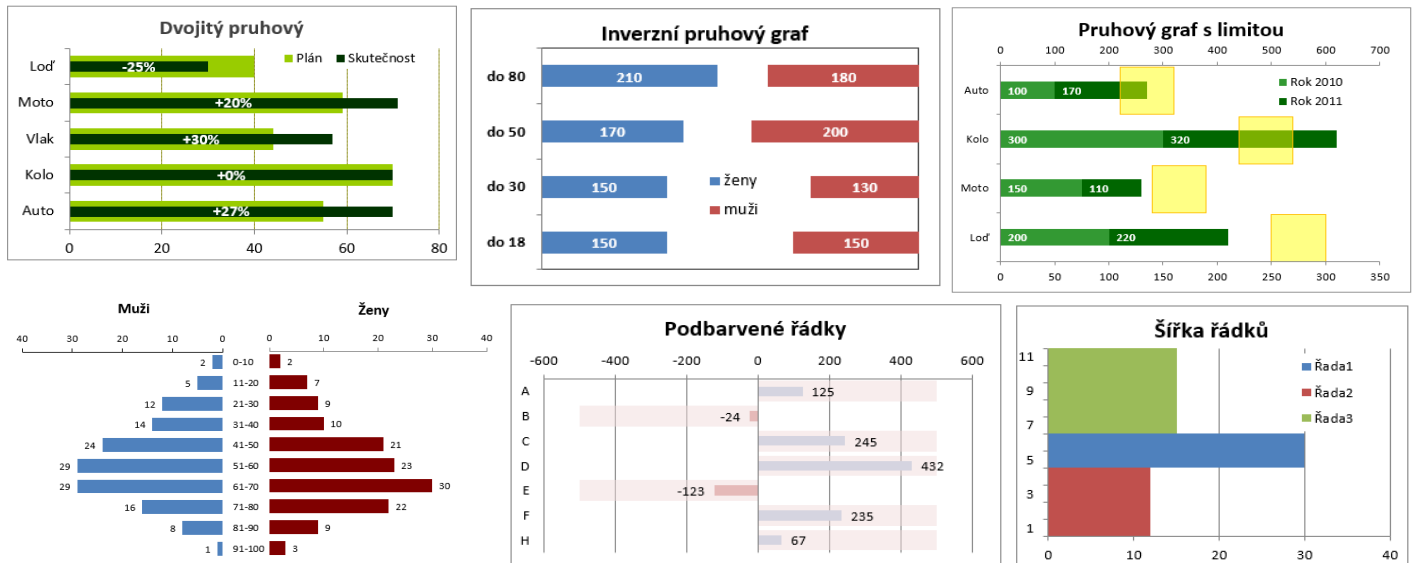 Dvojitý pruhový
Plán Skutečnost
Loď -25%
Moto +20%
Vlak +30%
Kolo +0%
Auto +27%
0 20 40 60 80
Inverzní pruhový graf
do 80 210 180
do 50 170 200
do 30 150 130
do 18 150 150
ženy
muži
Pruhový graf s limitou
0 100 200 300 400 500 600 700
Rok 2010
Rok 2011
Auto 100 170
Kolo 300 320
Moto 150 110
Loď 200 220
0 50 100 150 200 250 300 350
Muži Ženy
40 30 20 10 0 0 10 20 30 40
2 0-10 2
5 11-20 7
12 21-30 9
14 31-40 10
24 41-50 21
29 51-60 23
29 61-70 30
16 71-80 22
8 81-90 9
1 91-100 3
Podbarvené řádky
-600 -400 -200 0 200 400 600
A 125
B -24
C 245
D 432
E -123
F 235
H 67
Šířka řádků
11
9
7
5
3
1
Řada1
Řada2
Řada3
0 10 20 30 40